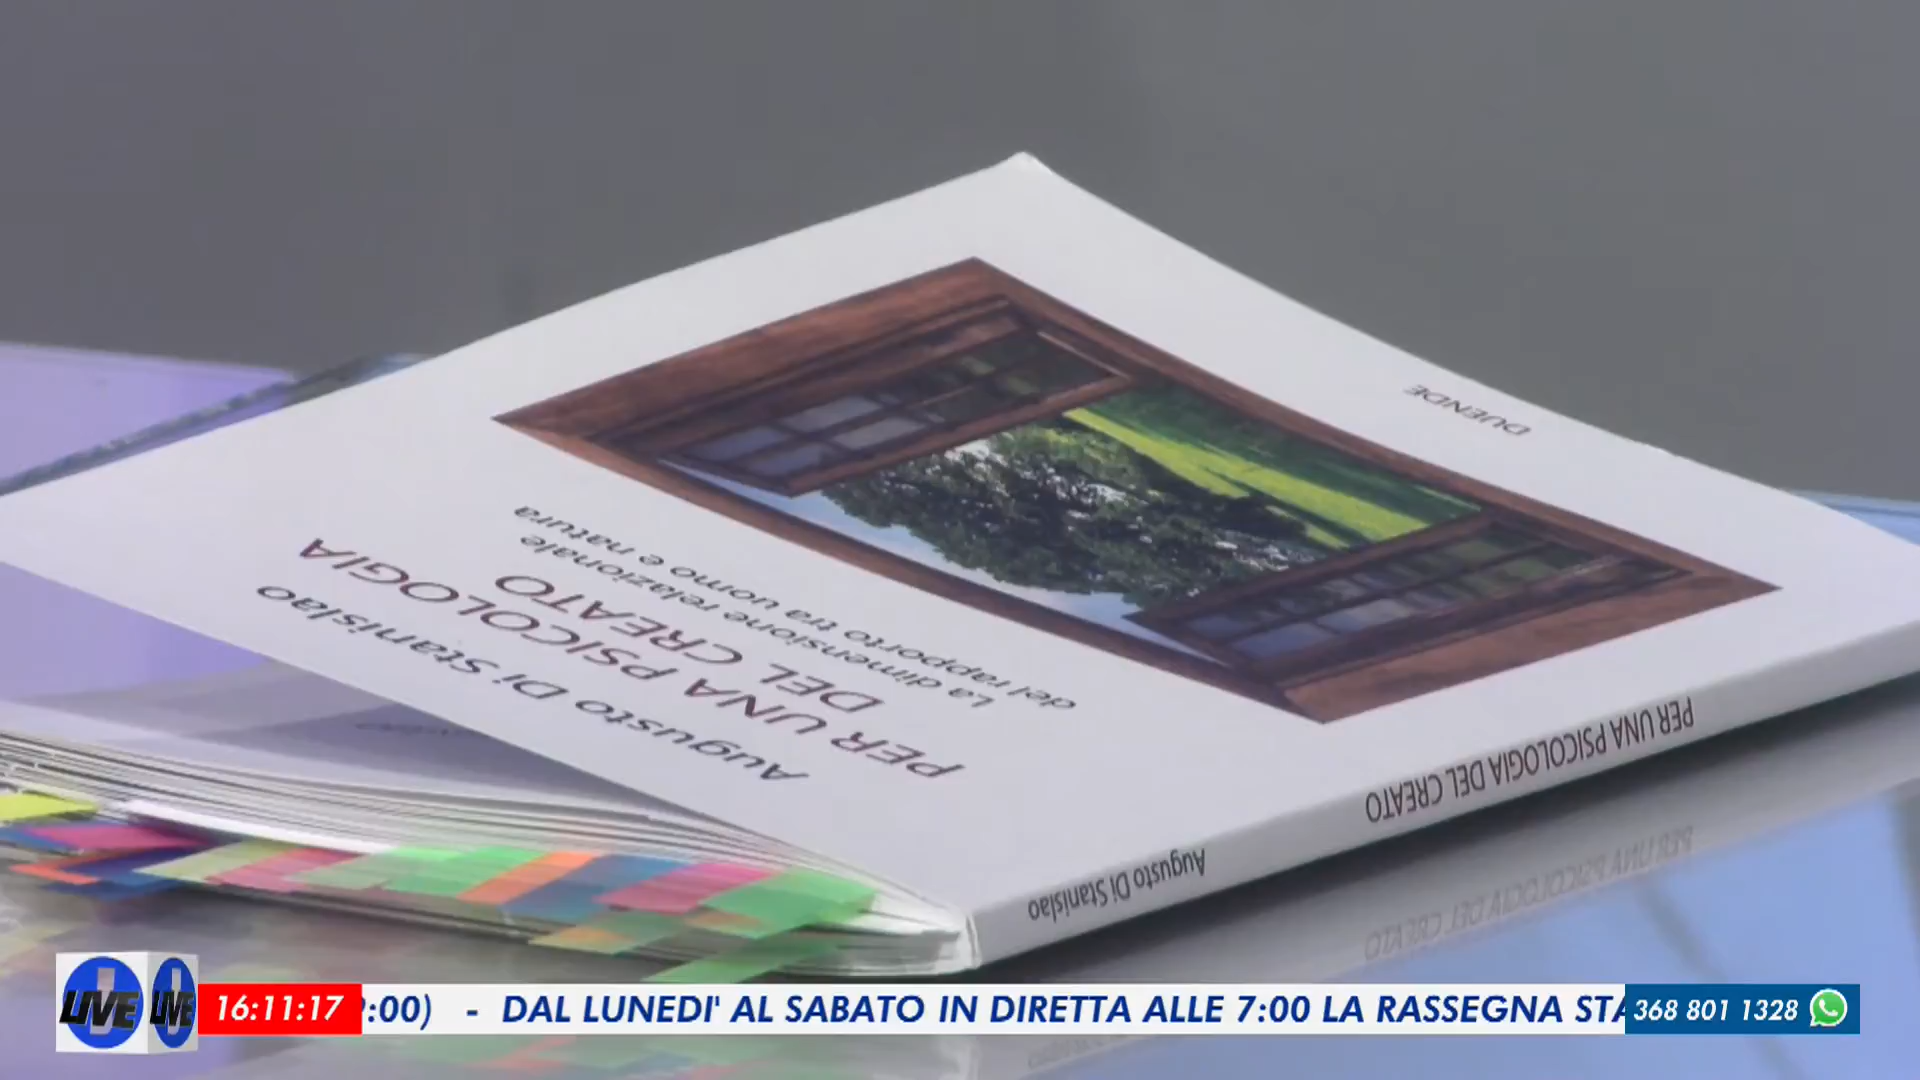 Augusto Di Stanislao
PER UNA PSICOLOGIA
DEL CREATO
La dimensione relazionale
del rapporto tra uomo e natura
DUENDE
Augusto Di Stanislao
PER UNA PSICOLOGIA DEL CREATO
LIVE
LIVE
16:11:17
:00) - DAL LUNEDI' AL SABATO IN DIRETTA ALLE 7:00 LA RASSEGNA STA
368 801 1328